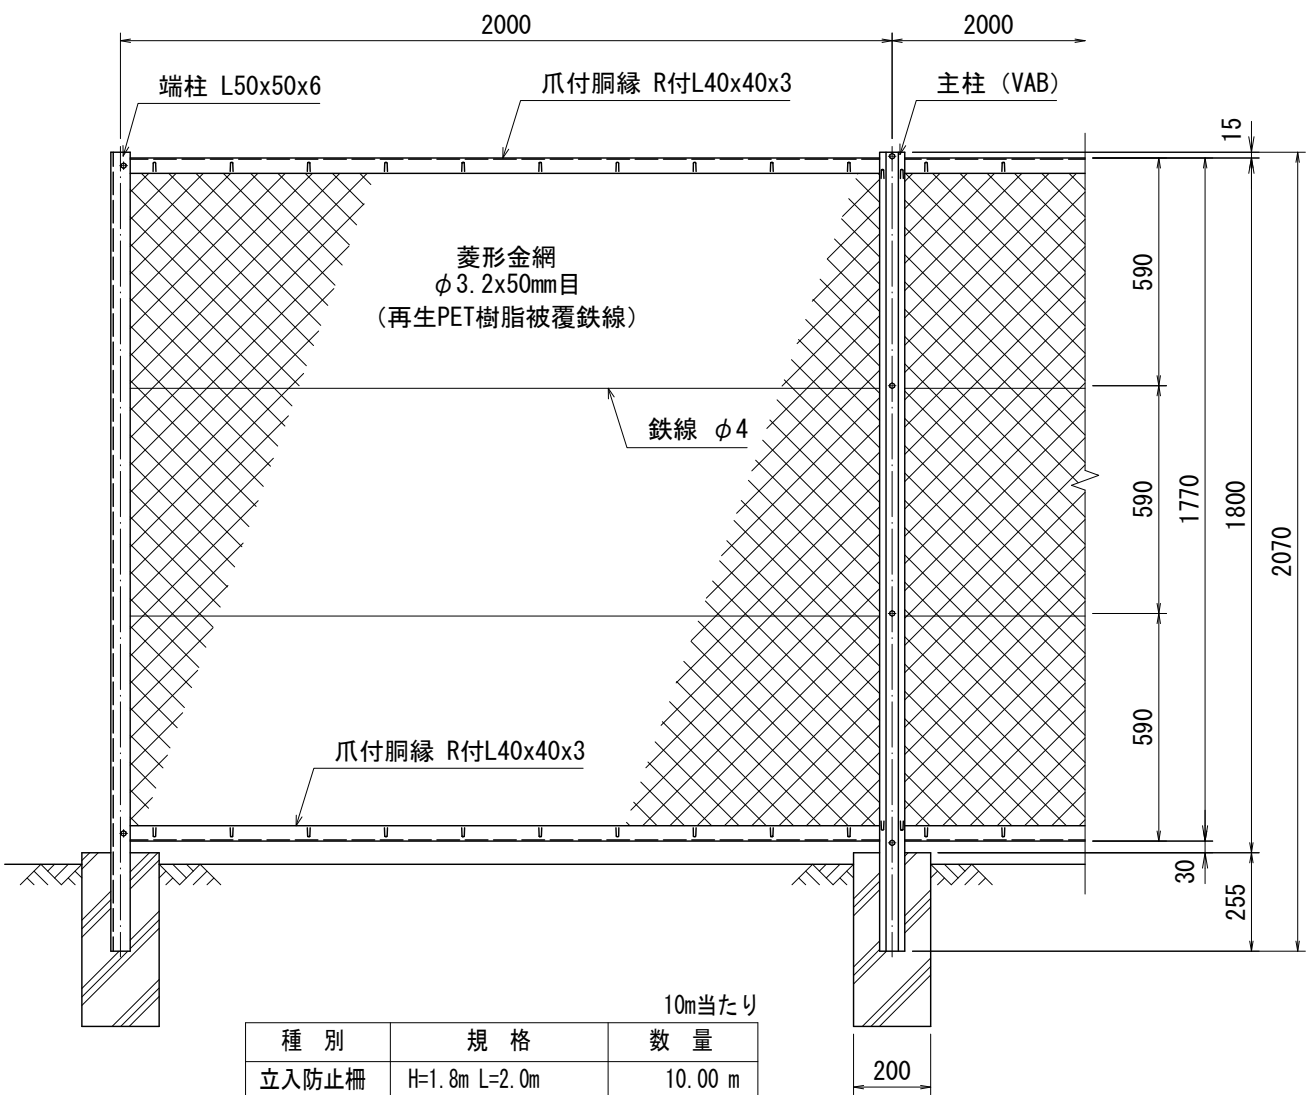 2000
2000
端柱 L50x50x6
爪付胴縁 R付L40x40x3
主柱（VAB）
15
菱形金網
φ3.2x50mm目
（再生PET樹脂被覆鉄線）
590
鉄線 φ4
590
1770
1800
2070
590
爪付胴縁 R付L40x40x3
30
255
10m当たり
種 別 規 格 数 量
立入防止柵 H=1.8m L=2.0m 10.00 m
200